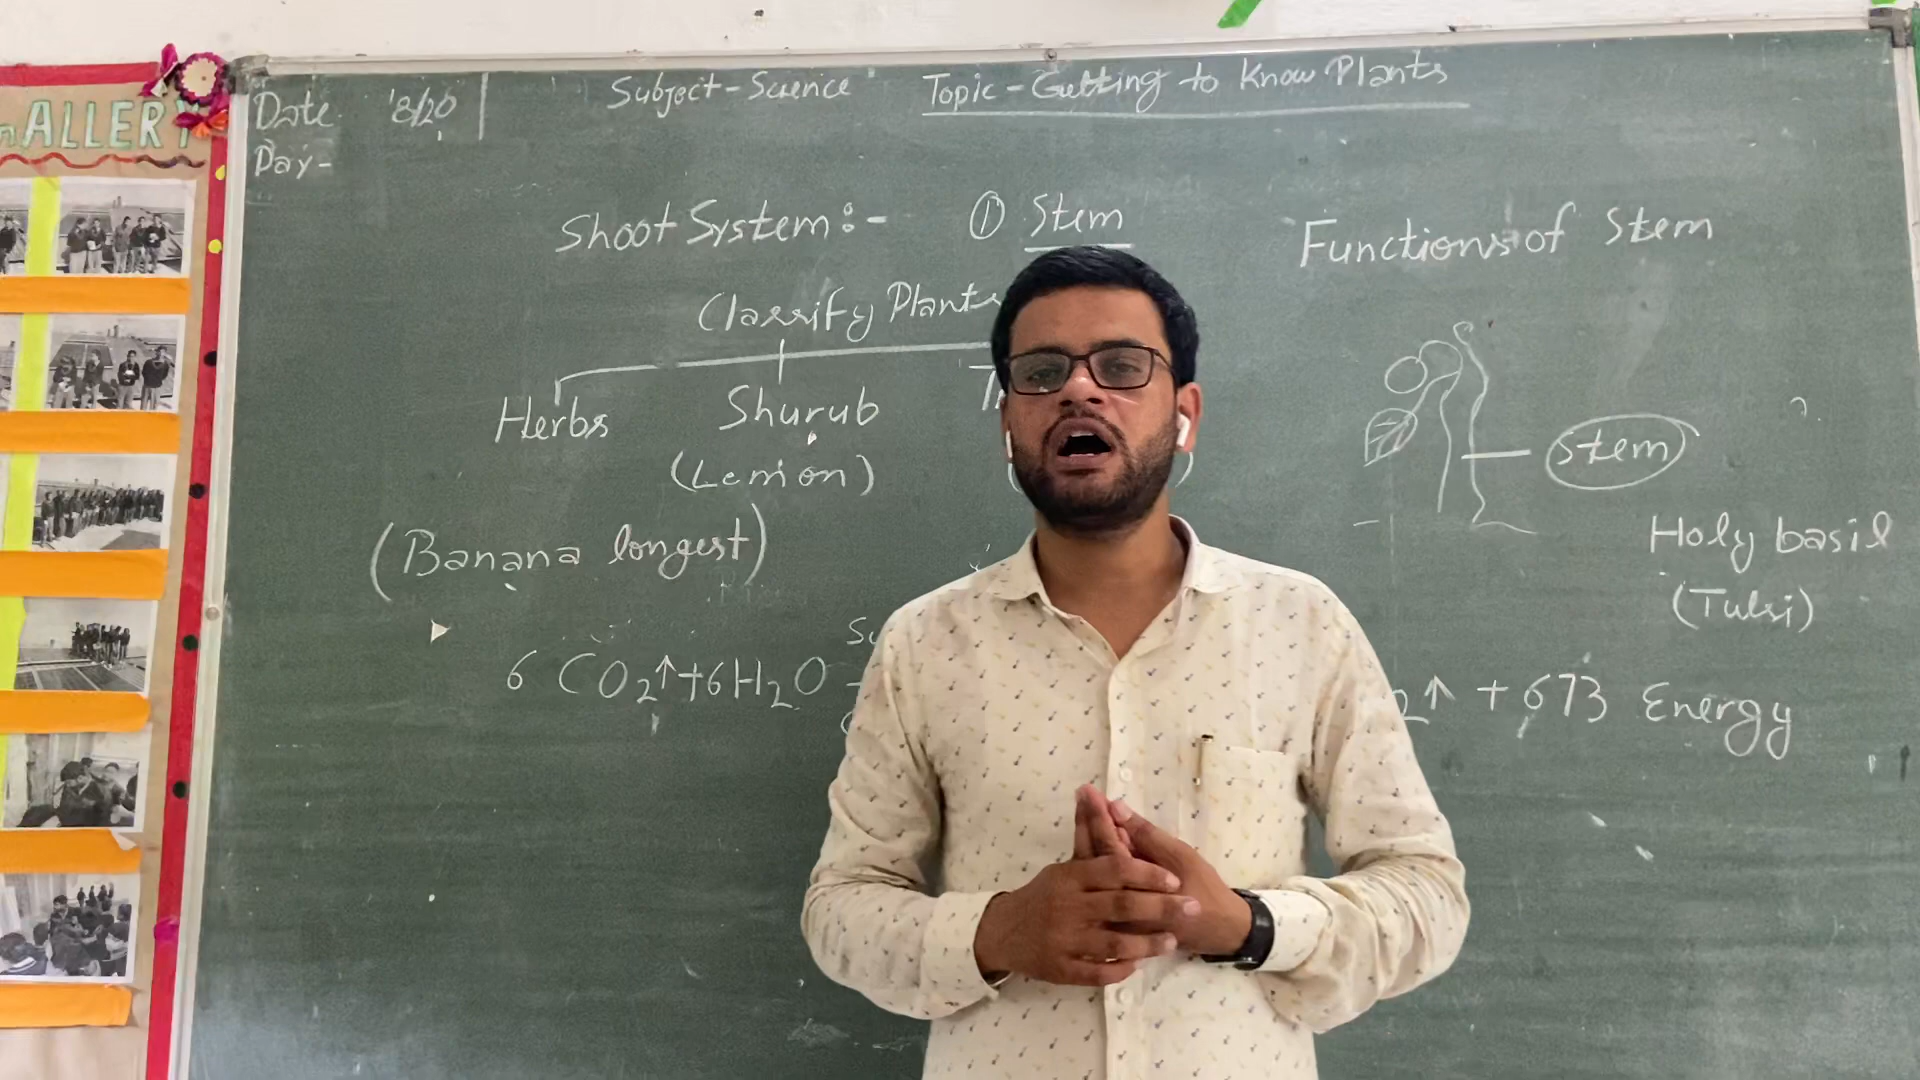 ALLERY
Date 8/20 Subject - Science Topic - Getting to Know Plants
Day -
Shoot System :- ① Stem
Functions of Stem
Classify Plants
Herbs Shurub
(Lemon)
Stem
(Banana longest)
Holy basil
(Tulsi)
6 CO₂↑ + 6H₂O
₂↑ + 673 Energy